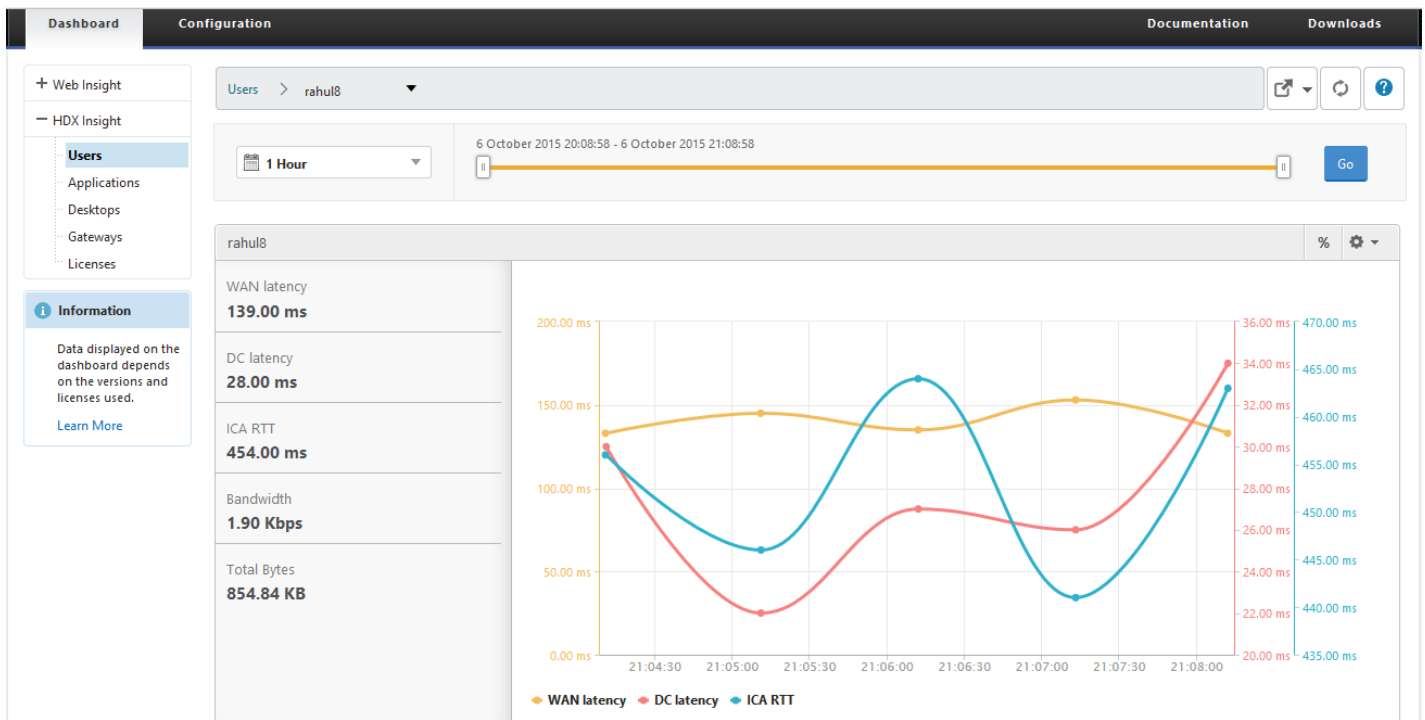 Dashboard Configuration Documentation Downloads
+ Web Insight
− HDX Insight
Users
Applications
Desktops
Gateways
Licenses
Information
Data displayed on the
dashboard depends
on the versions and
licenses used.
Learn More
Users > rahul8
1 Hour
6 October 2015 20:08:58 - 6 October 2015 21:08:58
Go
rahul8 %
WAN latency
139.00 ms
DC latency
28.00 ms
ICA RTT
454.00 ms
Bandwidth
1.90 Kbps
Total Bytes
854.84 KB
200.00 ms
150.00 ms
100.00 ms
50.00 ms
0.00 ms
36.00 ms
34.00 ms
32.00 ms
30.00 ms
28.00 ms
26.00 ms
24.00 ms
22.00 ms
20.00 ms
470.00 ms
465.00 ms
460.00 ms
455.00 ms
450.00 ms
445.00 ms
440.00 ms
435.00 ms
21:04:30 21:05:00 21:05:30 21:06:00 21:06:30 21:07:00 21:07:30 21:08:00
WAN latency DC latency ICA RTT